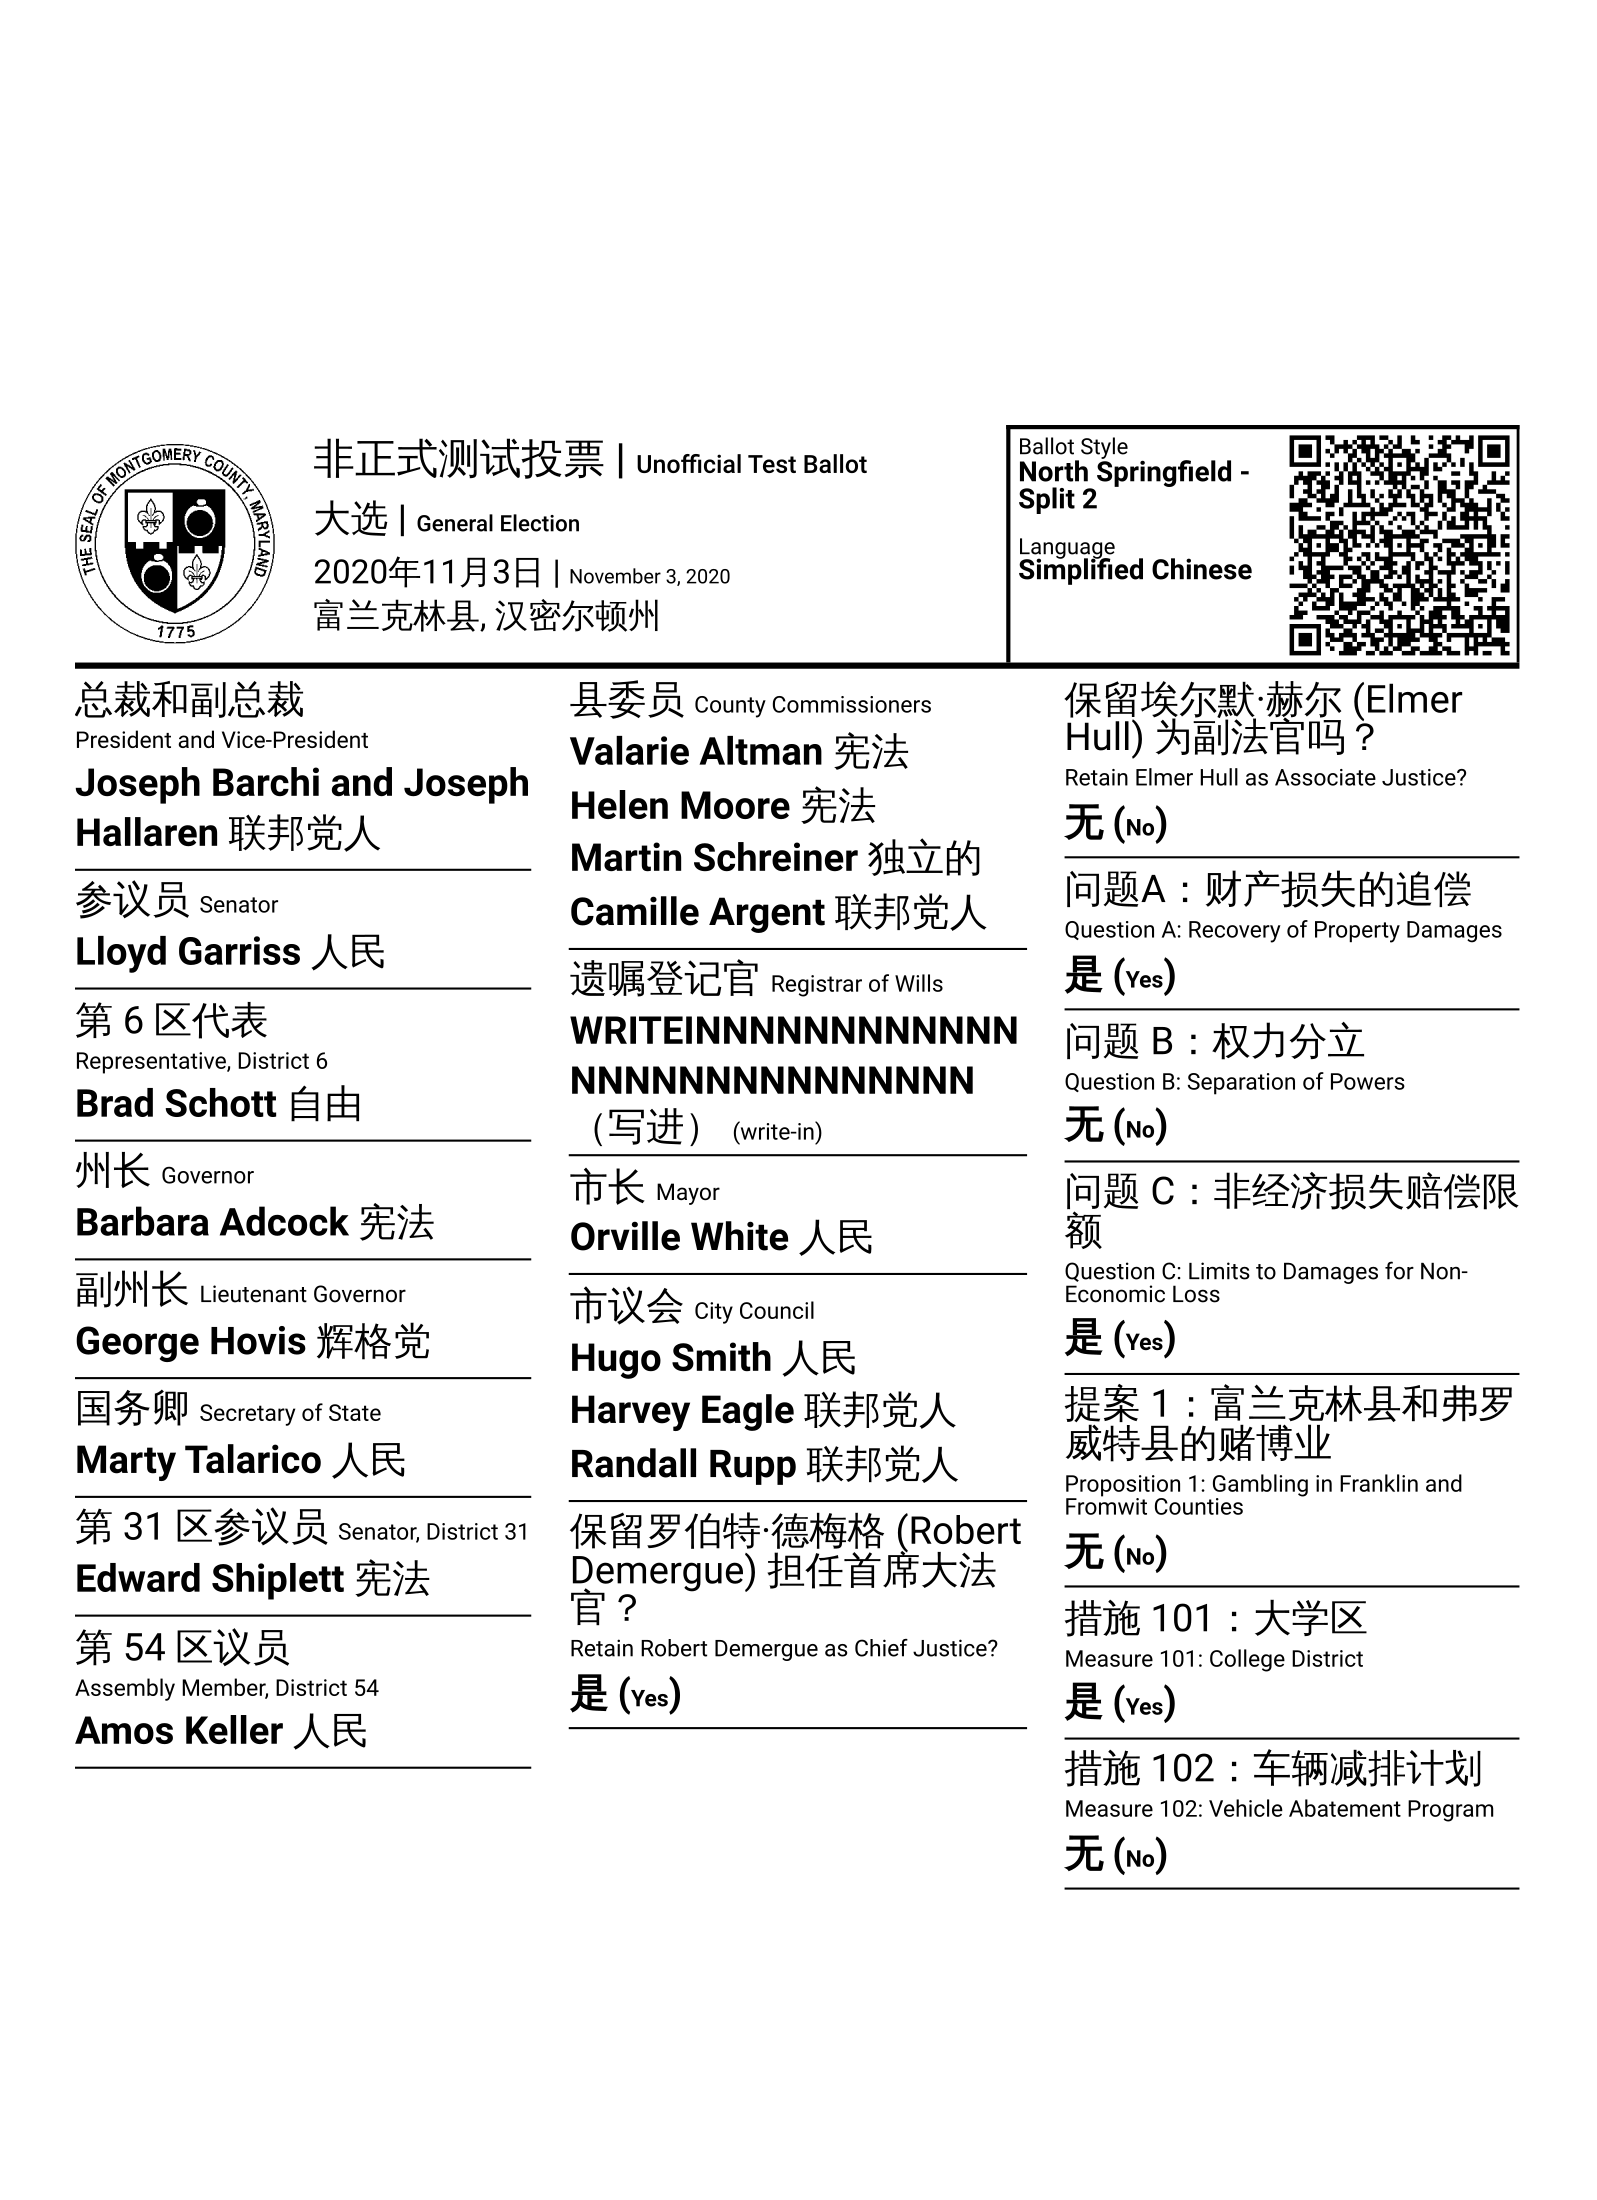 THE SEAL OF MONTGOMERY COUNTY, MARYLAND
1775
非正式测试投票 | Unofficial Test Ballot
大选 | General Election
2020年11月3日 | November 3, 2020
富兰克林县, 汉密尔顿州
Ballot Style
North Springfield -
Split 2
Language
Simplified Chinese
总裁和副总裁
President and Vice-President
Joseph Barchi and Joseph
Hallaren 联邦党人
参议员 Senator
Lloyd Garriss 人民
第 6 区代表
Representative, District 6
Brad Schott 自由
州长 Governor
Barbara Adcock 宪法
副州长 Lieutenant Governor
George Hovis 辉格党
国务卿 Secretary of State
Marty Talarico 人民
第 31 区参议员 Senator, District 31
Edward Shiplett 宪法
第 54 区议员
Assembly Member, District 54
Amos Keller 人民
县委员 County Commissioners
Valarie Altman 宪法
Helen Moore 宪法
Martin Schreiner 独立的
Camille Argent 联邦党人
遗嘱登记官 Registrar of Wills
WRITEINNNNNNNNNNNN
NNNNNNNNNNNNNNN
（写进） (write-in)
市长 Mayor
Orville White 人民
市议会 City Council
Hugo Smith 人民
Harvey Eagle 联邦党人
Randall Rupp 联邦党人
保留罗伯特·德梅格 (Robert
Demergue) 担任首席大法
官？
Retain Robert Demergue as Chief Justice?
是 (Yes)
保留埃尔默·赫尔 (Elmer
Hull) 为副法官吗？
Retain Elmer Hull as Associate Justice?
无 (No)
问题A：财产损失的追偿
Question A: Recovery of Property Damages
是 (Yes)
问题 B：权力分立
Question B: Separation of Powers
无 (No)
问题 C：非经济损失赔偿限
额
Question C: Limits to Damages for Non-
Economic Loss
是 (Yes)
提案 1：富兰克林县和弗罗
威特县的赌博业
Proposition 1: Gambling in Franklin and
Fromwit Counties
无 (No)
措施 101：大学区
Measure 101: College District
是 (Yes)
措施 102：车辆减排计划
Measure 102: Vehicle Abatement Program
无 (No)